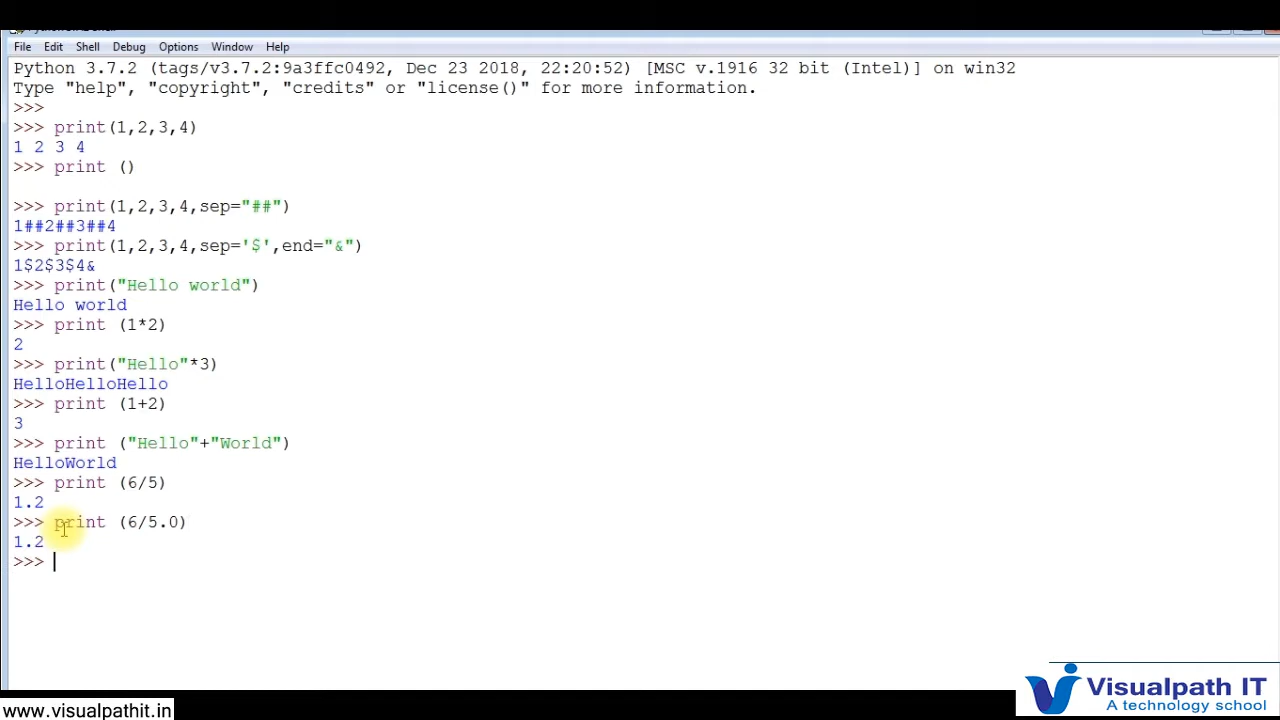 File Edit Shell Debug Options Window Help
Python 3.7.2 (tags/v3.7.2:9a3ffc0492, Dec 23 2018, 22:20:52) [MSC v.1916 32 bit (Intel)] on win32
Type "help", "copyright", "credits" or "license()" for more information.
>>>
>>> print(1,2,3,4)
1 2 3 4
>>> print ()
>>> print(1,2,3,4,sep="##")
1##2##3##4
>>> print(1,2,3,4,sep='$',end="&")
1$2$3$4&
>>> print("Hello world")
Hello world
>>> print (1*2)
2
>>> print("Hello"*3)
HelloHelloHello
>>> print (1+2)
3
>>> print ("Hello"+"World")
HelloWorld
>>> print (6/5)
1.2
>>> print (6/5.0)
1.2
>>>
Visualpath IT
A technology school
www.visualpathit.in